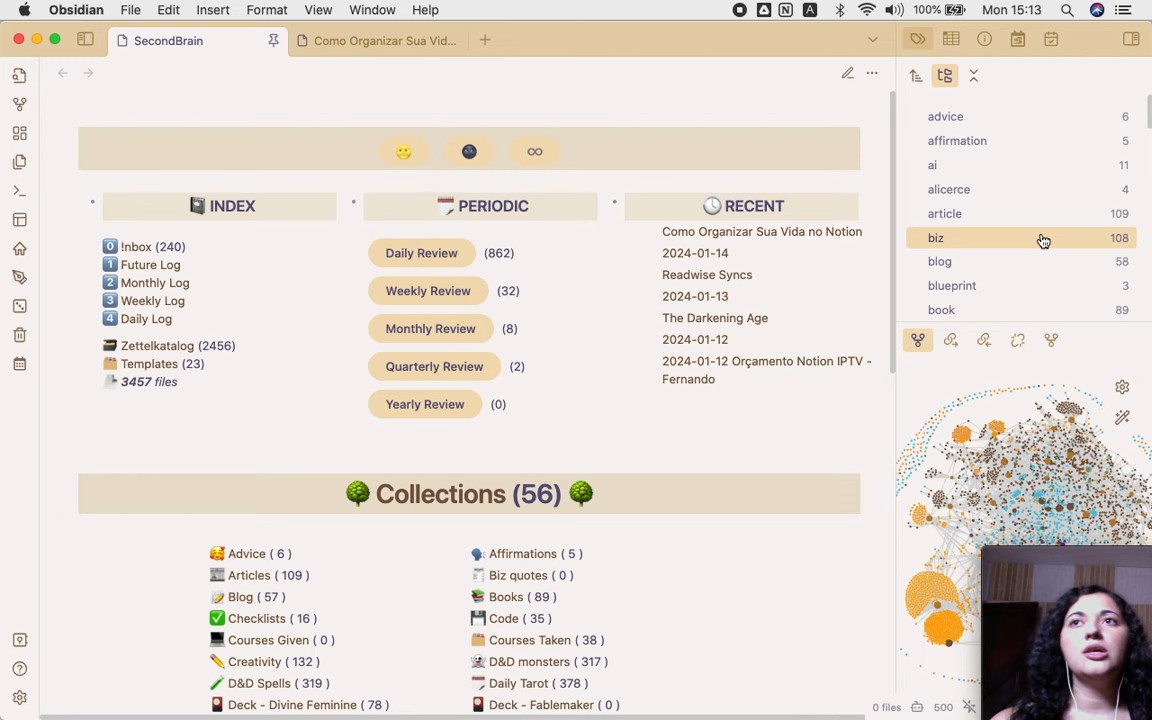 Obsidian File Edit Insert Format View Window Help 100% Mon 15:13
SecondBrain
Como Organizar Sua Vid...
INDEX
0 !nbox (240)
1 Future Log
2 Monthly Log
3 Weekly Log
4 Daily Log
Zettelkatalog (2456)
Templates (23)
3457 files
PERIODIC
Daily Review (862)
Weekly Review (32)
Monthly Review (8)
Quarterly Review (2)
Yearly Review (0)
RECENT
Como Organizar Sua Vida no Notion
2024-01-14
Readwise Syncs
2024-01-13
The Darkening Age
2024-01-12
2024-01-12 Orçamento Notion IPTV -
Fernando
Collections (56)
Advice ( 6 )
Articles ( 109 )
Blog ( 57 )
Checklists ( 16 )
Courses Given ( 0 )
Creativity ( 132 )
D&D Spells ( 319 )
Deck - Divine Feminine ( 78 )
Affirmations ( 5 )
Biz quotes ( 0 )
Books ( 89 )
Code ( 35 )
Courses Taken ( 38 )
D&D monsters ( 317 )
Daily Tarot ( 378 )
Deck - Fablemaker ( 0 )
advice 6
affirmation 5
ai 11
alicerce 4
article 109
biz 108
blog 58
blueprint 3
book 89
0 files 500